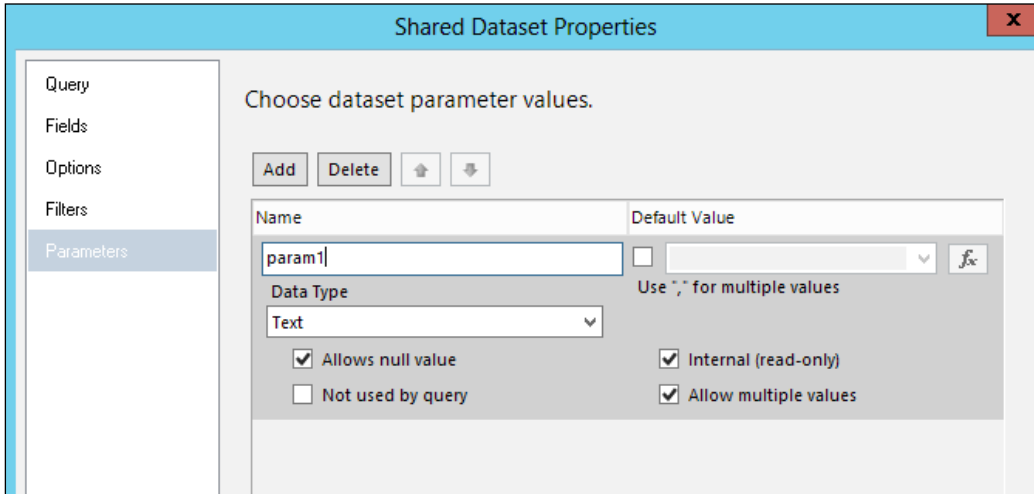 Shared Dataset Properties
x
Query
Fields
Options
Filters
Parameters
Choose dataset parameter values.
Add Delete
Name Default Value
param1 fx
Use "," for multiple values
Data Type
Text
Allows null value Internal (read-only)
Not used by query Allow multiple values